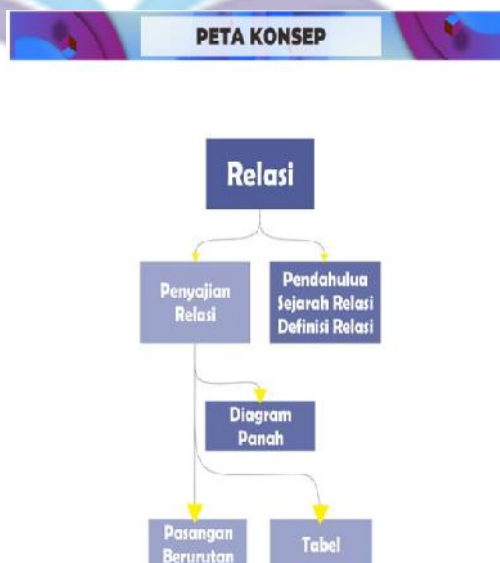 PETA KONSEP
Relasi
Penyajian
Relasi
Pendahulua
Sejarah Relasi
Definisi Relasi
Diagram
Panah
Pasangan
Berurutan
Tabel